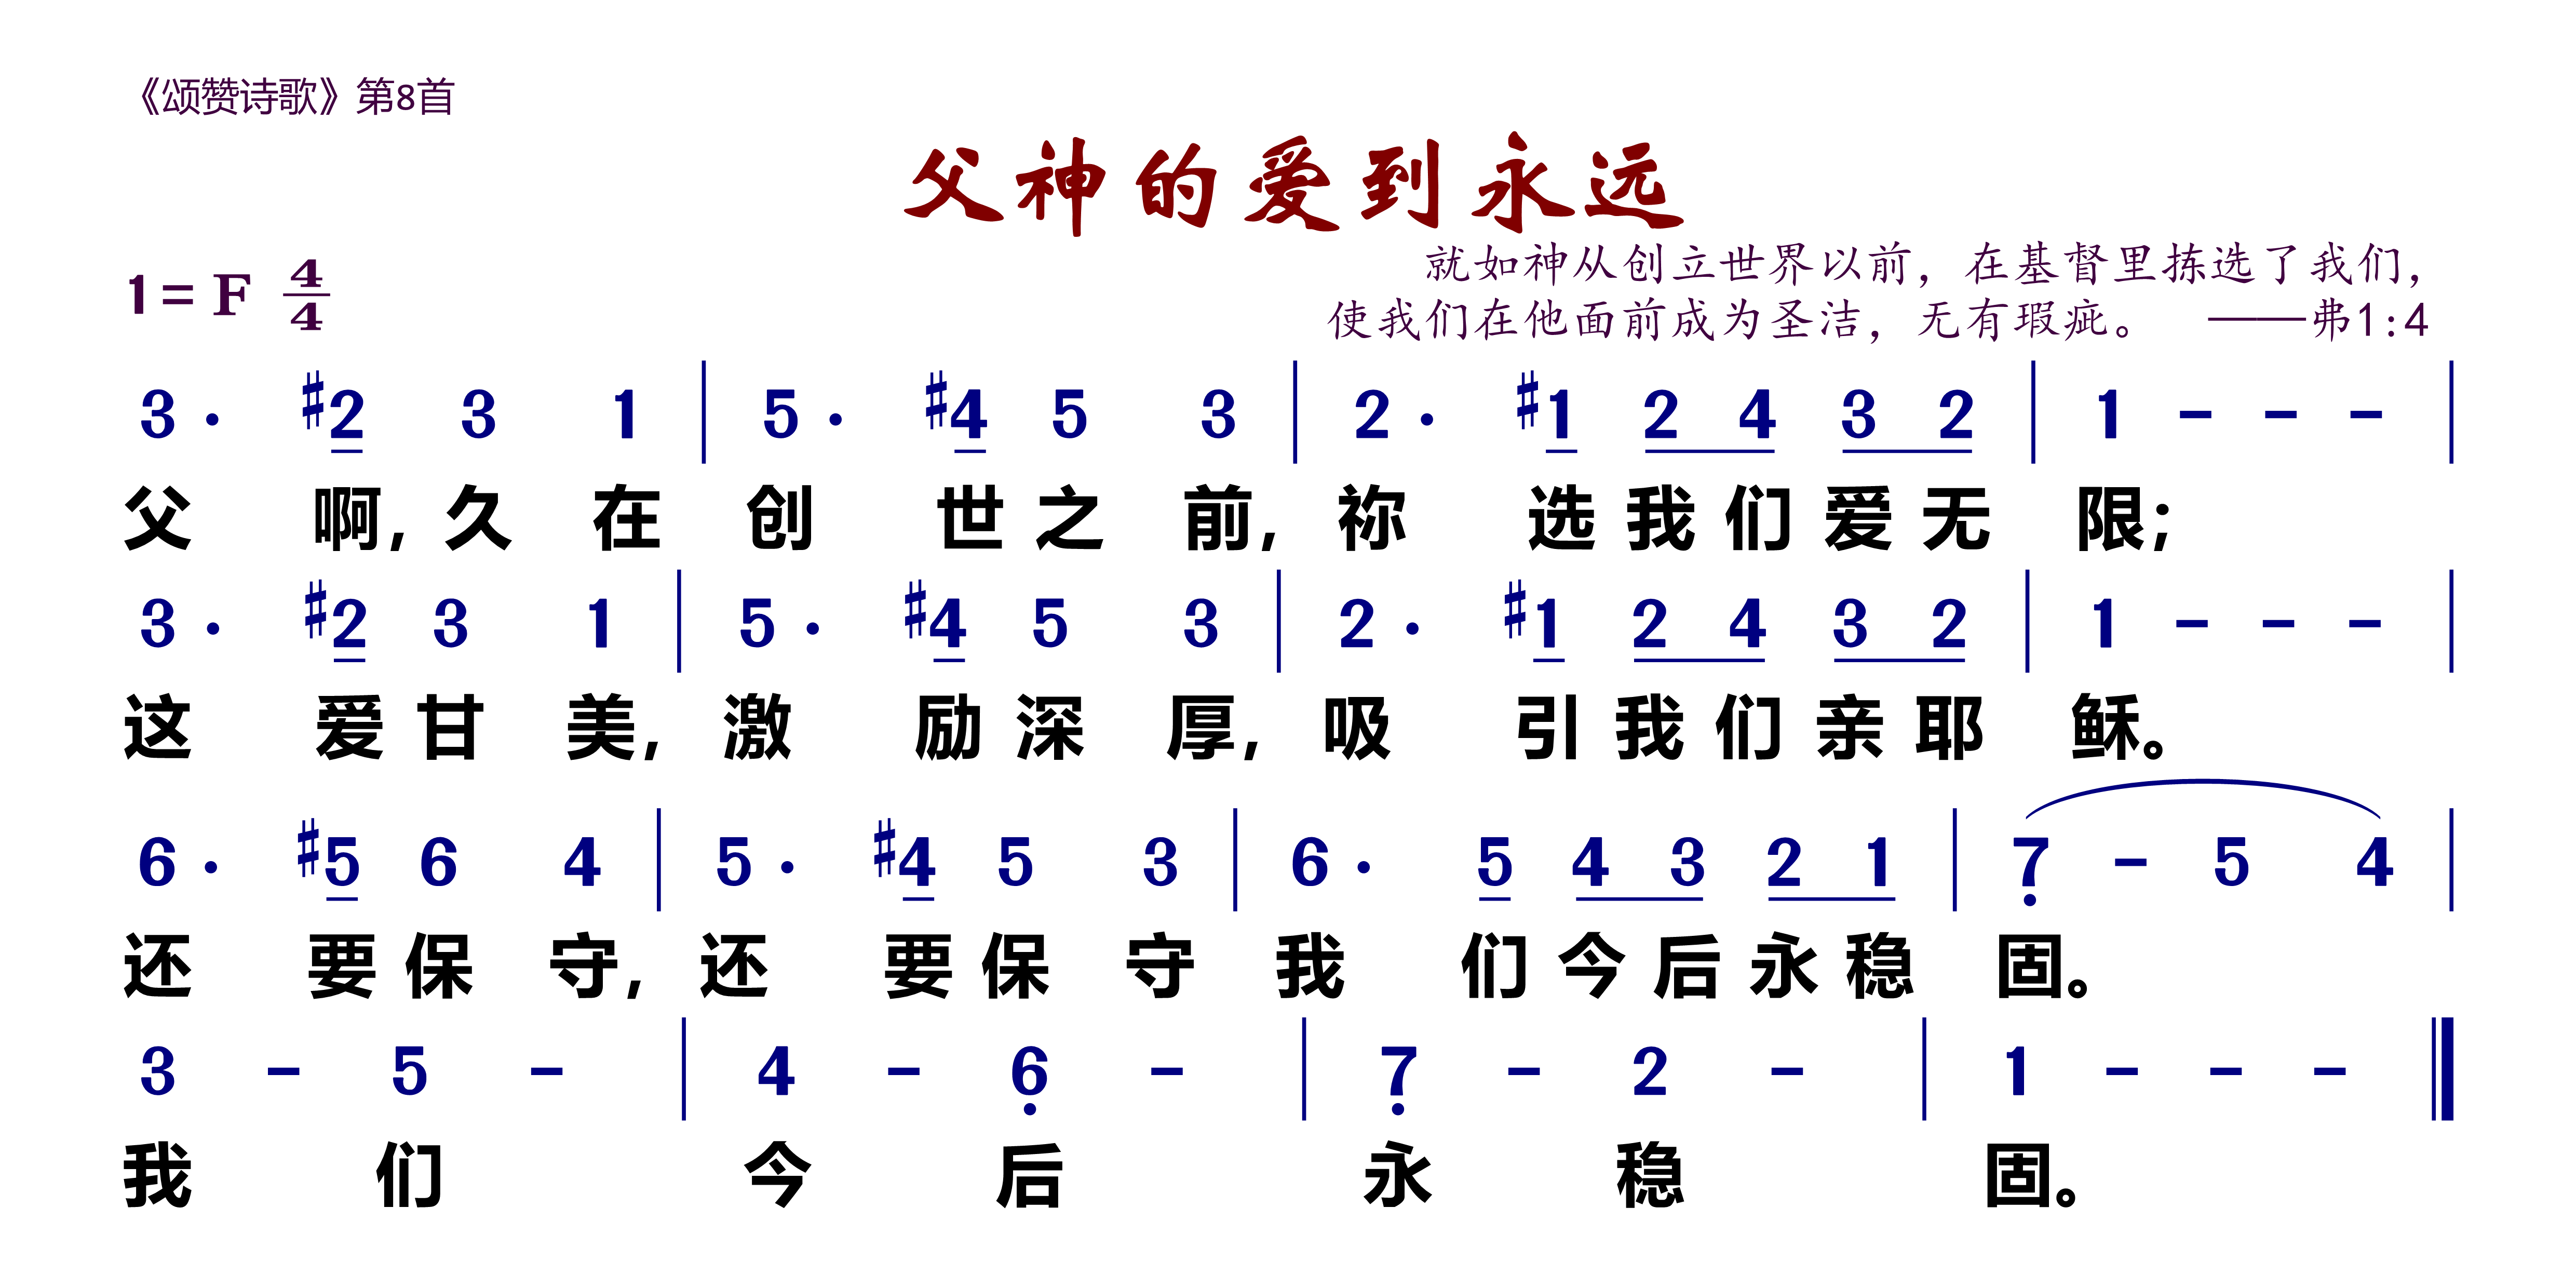 《颂赞诗歌》第8首
父神的爱到永远
1 = F 4/4
就如神从创立世界以前，在基督里拣选了我们，
使我们在他面前成为圣洁，无有瑕疵。 ——弗1:4
3 · #2 3 1 | 5 · #4 5 3 | 2 · #1 2 4 3 2 | 1 - - - |
父 啊, 久 在 创 世 之 前, 祢 选 我 们 爱 无 限;
3 · #2 3 1 | 5 · #4 5 3 | 2 · #1 2 4 3 2 | 1 - - - |
这 爱 甘 美, 激 励 深 厚, 吸 引 我 们 亲 耶 稣。
6 · #5 6 4 | 5 · #4 5 3 | 6 · 5 4 3 2 1 | 7̣ - 5 4 |
还 要 保 守, 还 要 保 守 我 们 今 后 永 稳 固。
3 - 5 - | 4 - 6̣ - | 7̣ - 2 - | 1 - - - ‖
我 们 今 后 永 稳 固。